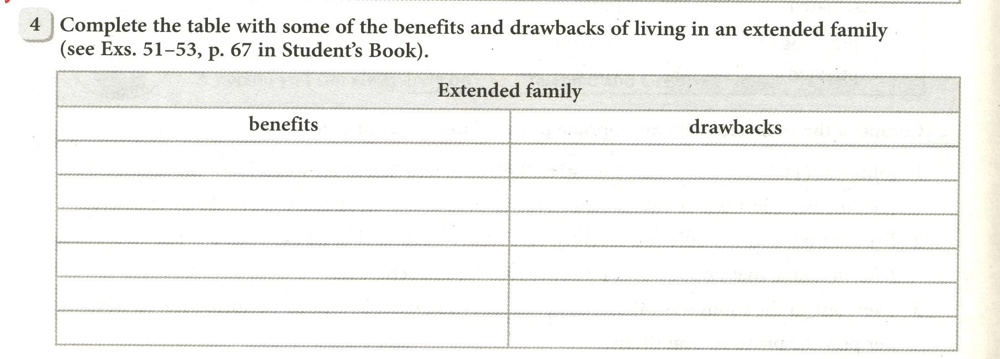 4 Complete the table with some of the benefits and drawbacks of living in an extended family
(see Exs. 51–53, p. 67 in Student's Book).
Extended family
benefits drawbacks